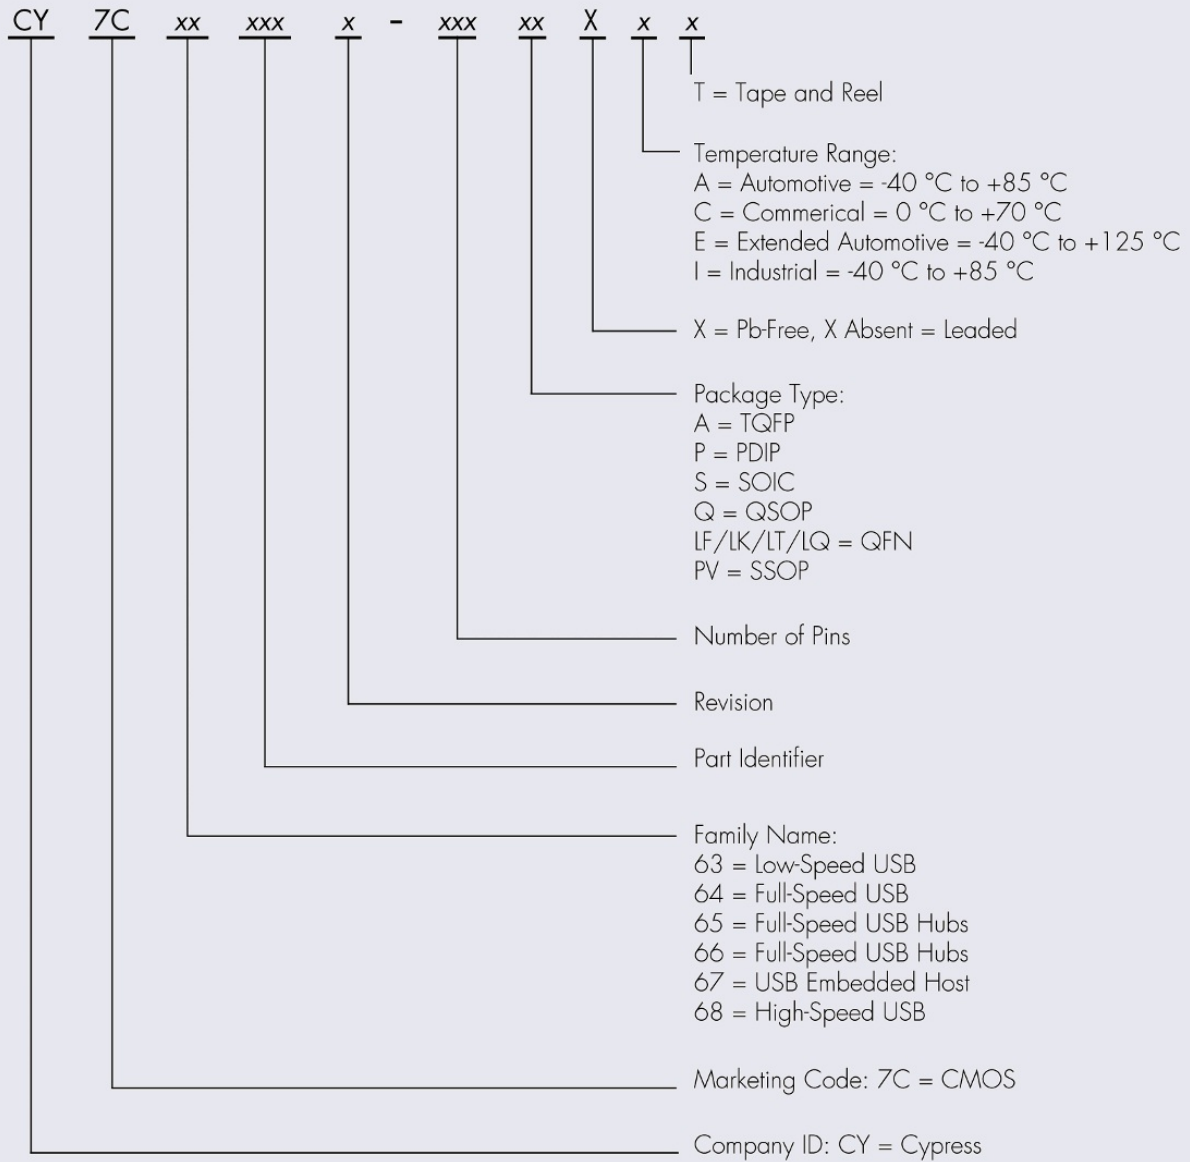 CY 7C xx xxx x - xxx xx X x x
T = Tape and Reel
Temperature Range:
A = Automotive = -40 °C to +85 °C
C = Commerical = 0 °C to +70 °C
E = Extended Automotive = -40 °C to +125 °C
I = Industrial = -40 °C to +85 °C
X = Pb-Free, X Absent = Leaded
Package Type:
A = TQFP
P = PDIP
S = SOIC
Q = QSOP
LF/LK/LT/LQ = QFN
PV = SSOP
Number of Pins
Revision
Part Identifier
Family Name:
63 = Low-Speed USB
64 = Full-Speed USB
65 = Full-Speed USB Hubs
66 = Full-Speed USB Hubs
67 = USB Embedded Host
68 = High-Speed USB
Marketing Code: 7C = CMOS
Company ID: CY = Cypress